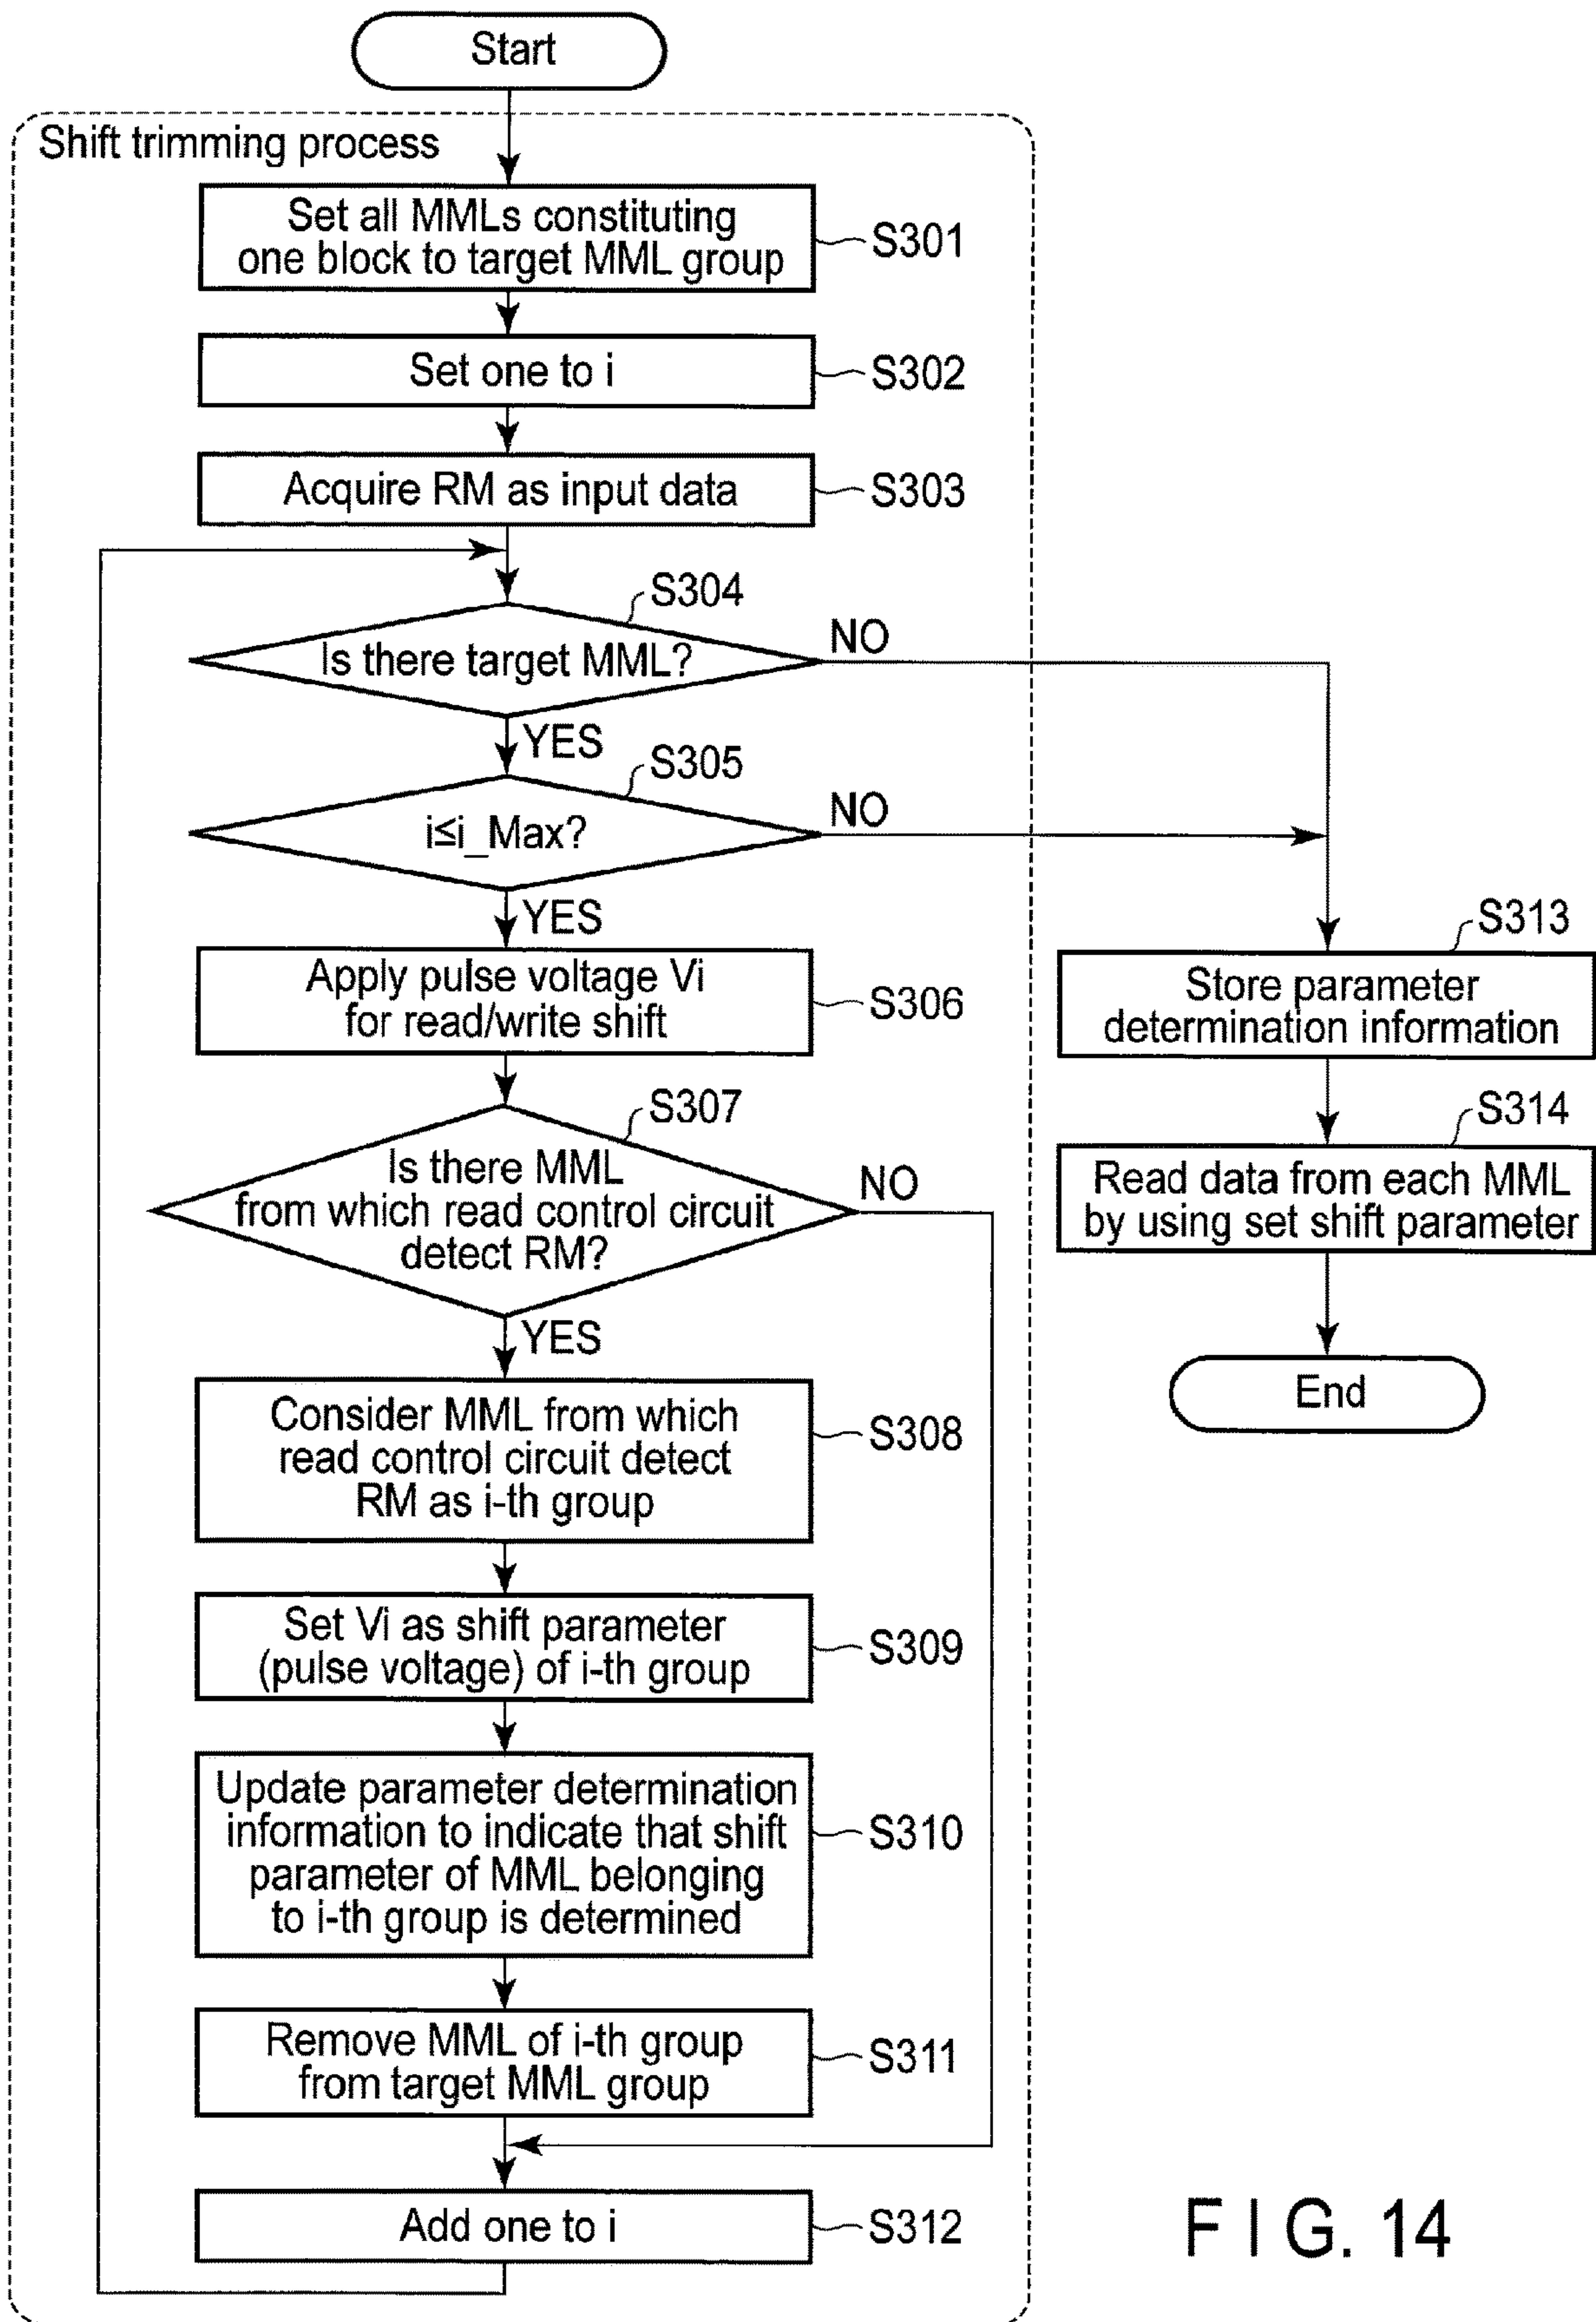 Start
Shift trimming process
Set all MMLs constituting
one block to target MML group
S301
Set one to i
S302
Acquire RM as input data
S303
S304
Is there target MML?
NO
YES
S305
i≤i_Max?
NO
YES
Apply pulse voltage Vi
for read/write shift
S306
S307
Is there MML
from which read control circuit
detect RM?
NO
YES
Consider MML from which
read control circuit detect
RM as i-th group
S308
Set Vi as shift parameter
(pulse voltage) of i-th group
S309
Update parameter determination
information to indicate that shift
parameter of MML belonging
to i-th group is determined
S310
Remove MML of i-th group
from target MML group
S311
Add one to i
S312
S313
Store parameter
determination information
S314
Read data from each MML
by using set shift parameter
End
FIG. 14